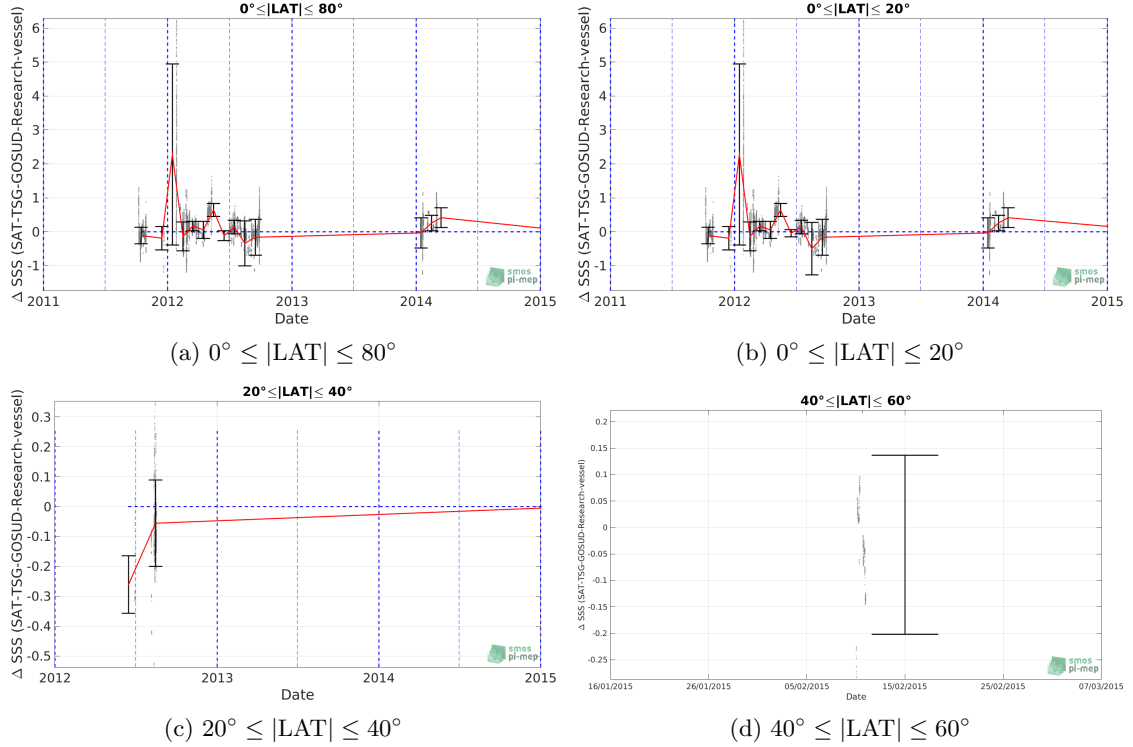 0°≤|LAT|≤ 80°
Δ SSS (SAT-TSG-GOSUD-Research-vessel)
6
5
4
3
2
1
0
-1
2011 2012 2013 2014 2015
Date
smos
pi-mep
(a) 0° ≤ |LAT| ≤ 80°
0°≤|LAT|≤ 20°
Δ SSS (SAT-TSG-GOSUD-Research-vessel)
6
5
4
3
2
1
0
-1
2011 2012 2013 2014 2015
Date
smos
pi-mep
(b) 0° ≤ |LAT| ≤ 20°
20°≤|LAT|≤ 40°
Δ SSS (SAT-TSG-GOSUD-Research-vessel)
0.3
0.2
0.1
0
-0.1
-0.2
-0.3
-0.4
-0.5
2012 2013 2014 2015
Date
smos
pi-mep
(c) 20° ≤ |LAT| ≤ 40°
40°≤|LAT|≤ 60°
Δ SSS (SAT-TSG-GOSUD-Research-vessel)
0.2
0.15
0.1
0.05
0
-0.05
-0.1
-0.15
-0.2
-0.25
16/01/2015 26/01/2015 05/02/2015 15/02/2015 25/02/2015 07/03/2015
Date
smos
pi-mep
(d) 40° ≤ |LAT| ≤ 60°